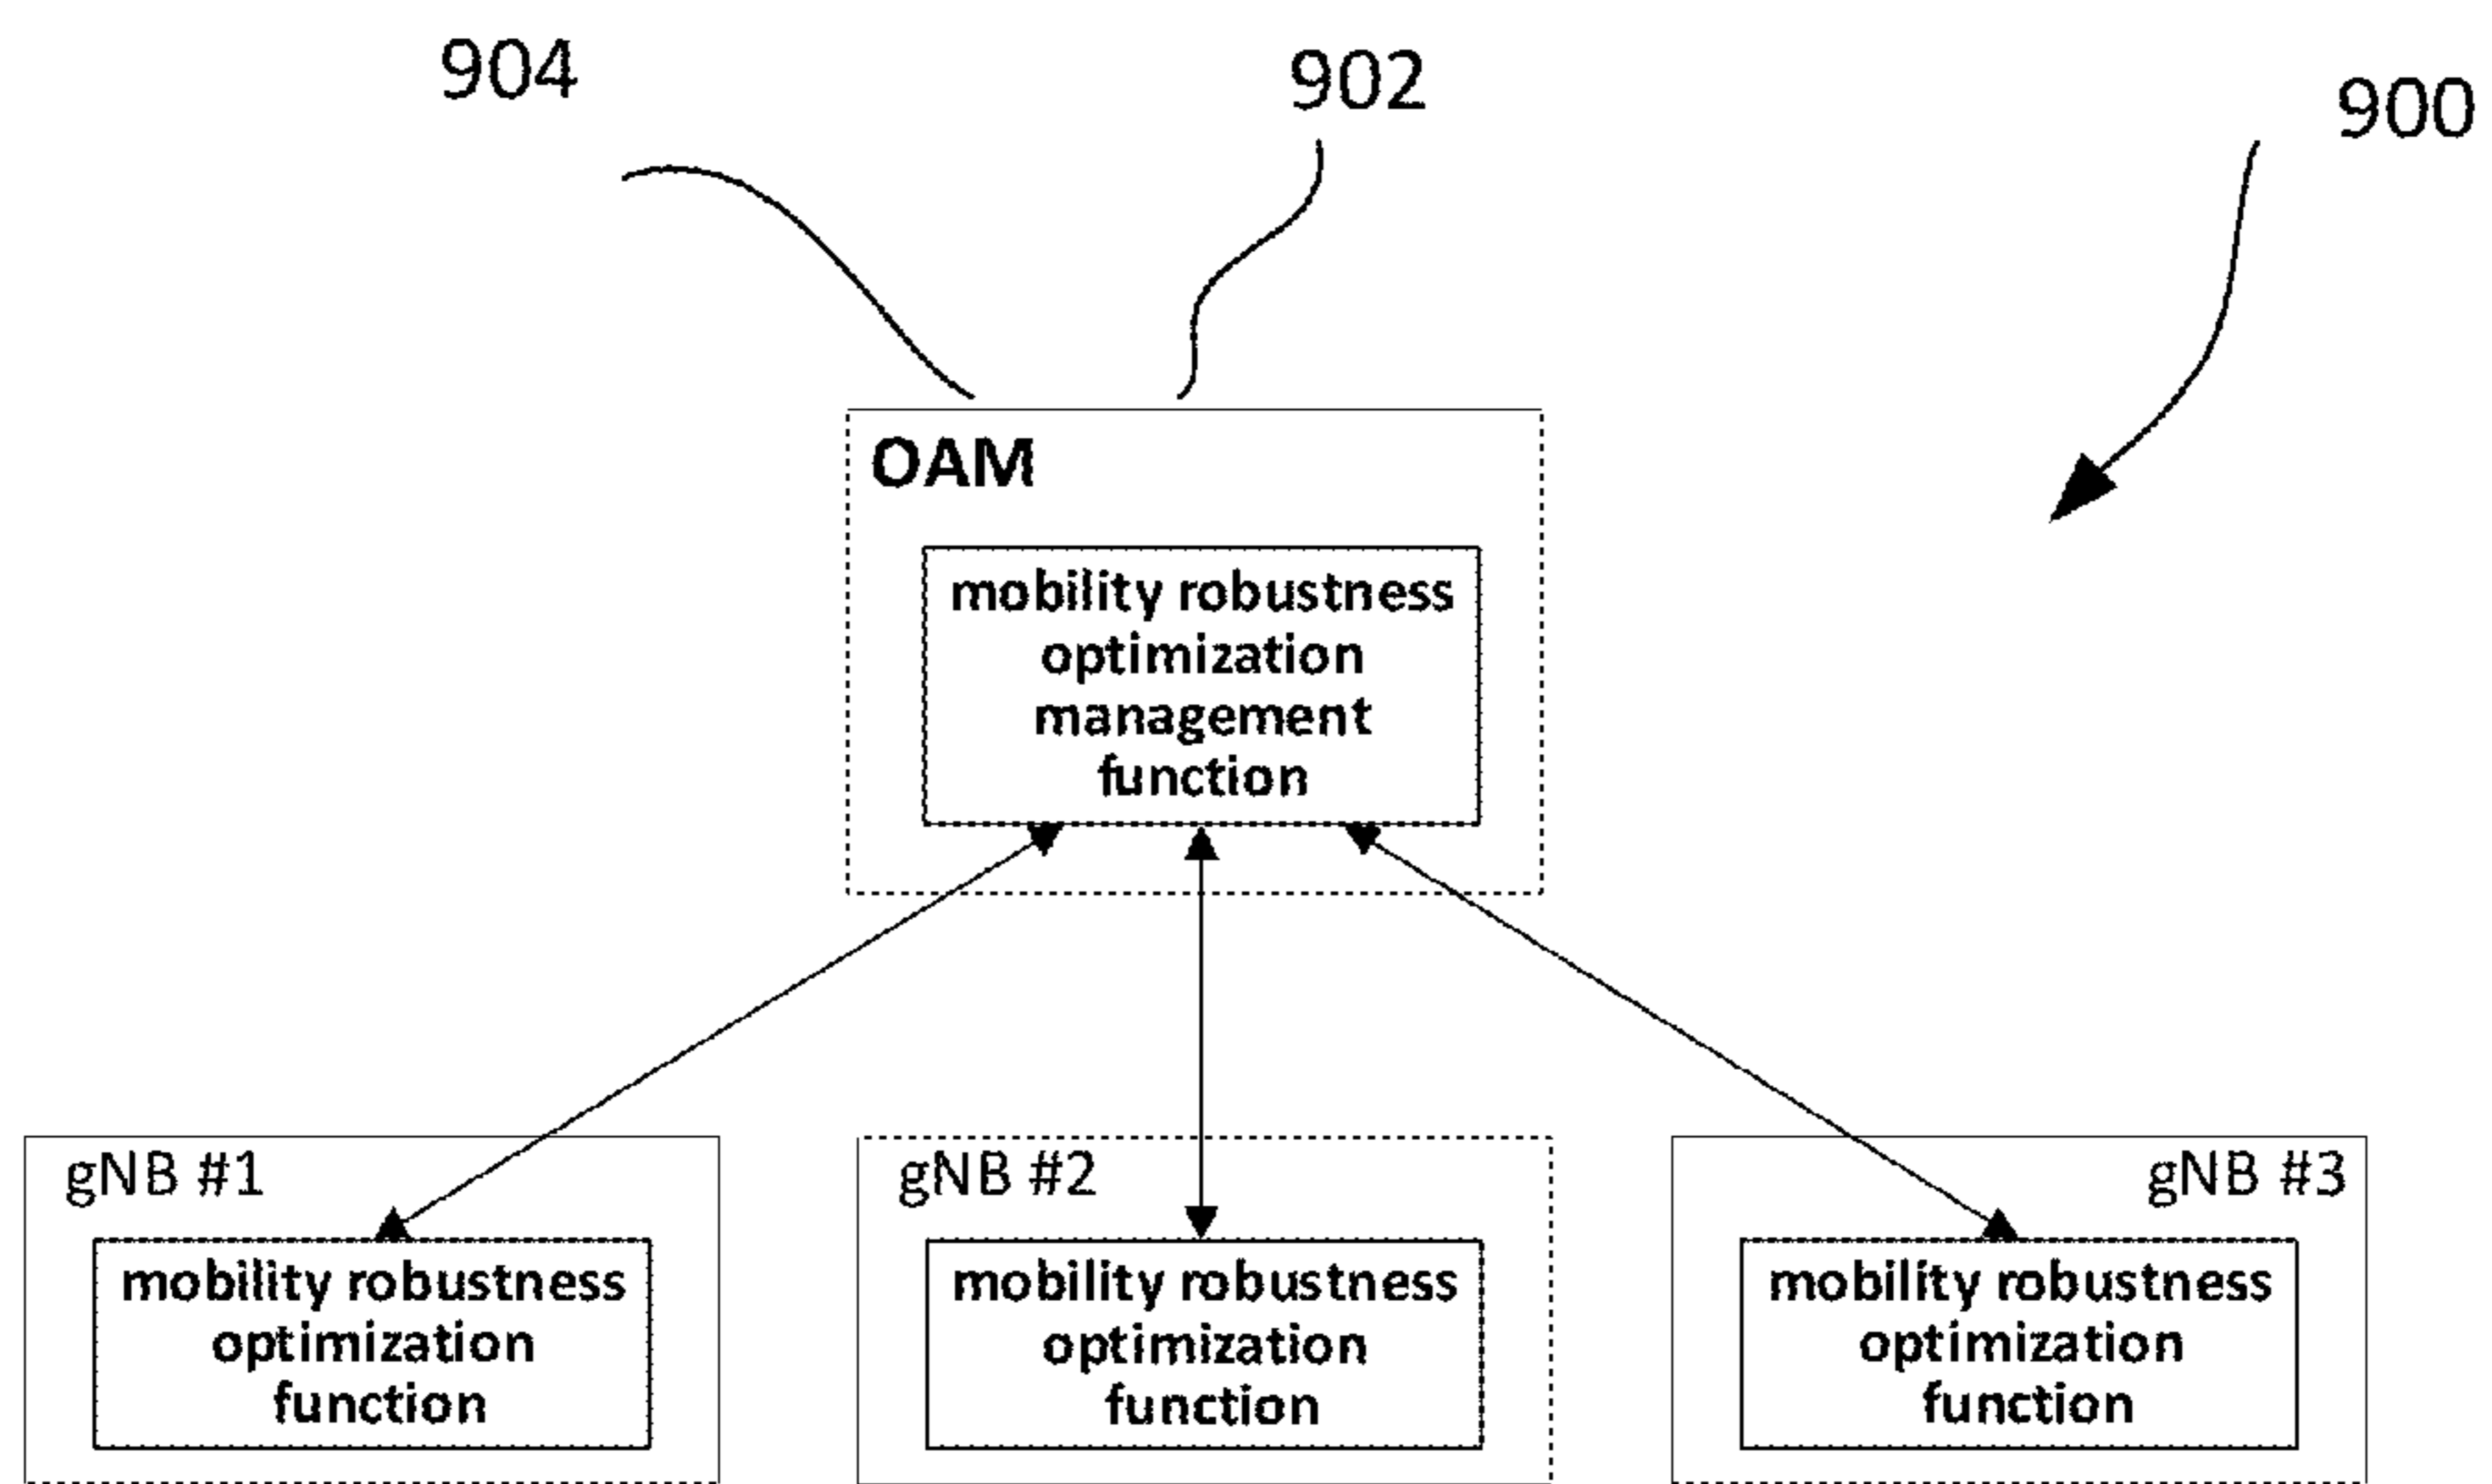 904
902
900
OAM
mobility robustness
optimization
management
function
gNB #1
mobility robustness
optimization
function
gNB #2
mobility robustness
optimization
function
gNB #3
mobility robustness
optimization
function